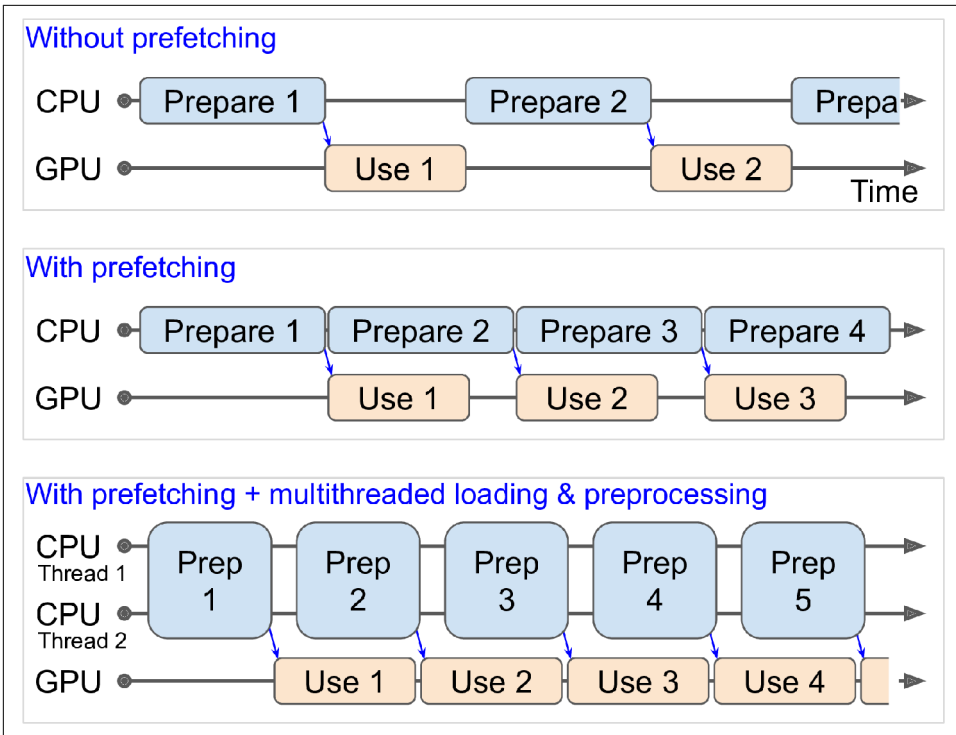 Without prefetching
CPU Prepare 1 Prepare 2 Prepa
GPU Use 1 Use 2
Time
With prefetching
CPU Prepare 1 Prepare 2 Prepare 3 Prepare 4
GPU Use 1 Use 2 Use 3
With prefetching + multithreaded loading & preprocessing
CPU
Thread 1
Prep 1
Prep 2
Prep 3
Prep 4
Prep 5
CPU
Thread 2
GPU Use 1 Use 2 Use 3 Use 4